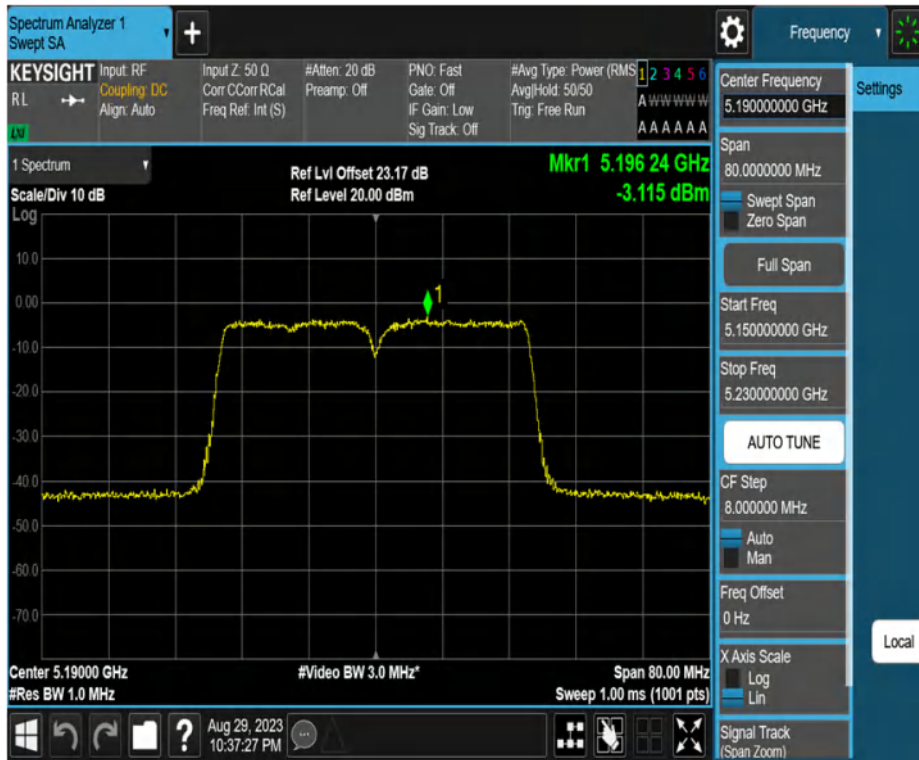 Spectrum Analyzer 1
Swept SA
+
Frequency
KEYSIGHT
RL
LXI
Input: RF
Coupling: DC
Align: Auto
Input Z: 50 Ω
Corr CCorr RCal
Freq Ref: Int (S)
#Atten: 20 dB
Preamp: Off
PNO: Fast
Gate: Off
IF Gain: Low
Sig Track: Off
#Avg Type: Power (RMS
Avg|Hold: 50/50
Trig: Free Run
1 2 3 4 5 6
A W W W W W
A A A A A A
1 Spectrum
Scale/Div 10 dB
Log
Ref Lvl Offset 23.17 dB
Ref Level 20.00 dBm
Mkr1 5.196 24 GHz
-3.115 dBm
10.0
0.00
-10.0
-20.0
-30.0
-40.0
-50.0
-60.0
-70.0
1
Center 5.19000 GHz
#Res BW 1.0 MHz
#Video BW 3.0 MHz*
Span 80.00 MHz
Sweep 1.00 ms (1001 pts)
?
Aug 29, 2023
10:37:27 PM
Center Frequency
5.190000000 GHz
Span
80.0000000 MHz
Swept Span
Zero Span
Full Span
Start Freq
5.150000000 GHz
Stop Freq
5.230000000 GHz
AUTO TUNE
CF Step
8.000000 MHz
Auto
Man
Freq Offset
0 Hz
X Axis Scale
Log
Lin
Signal Track
(Span Zoom)
Settings
Local